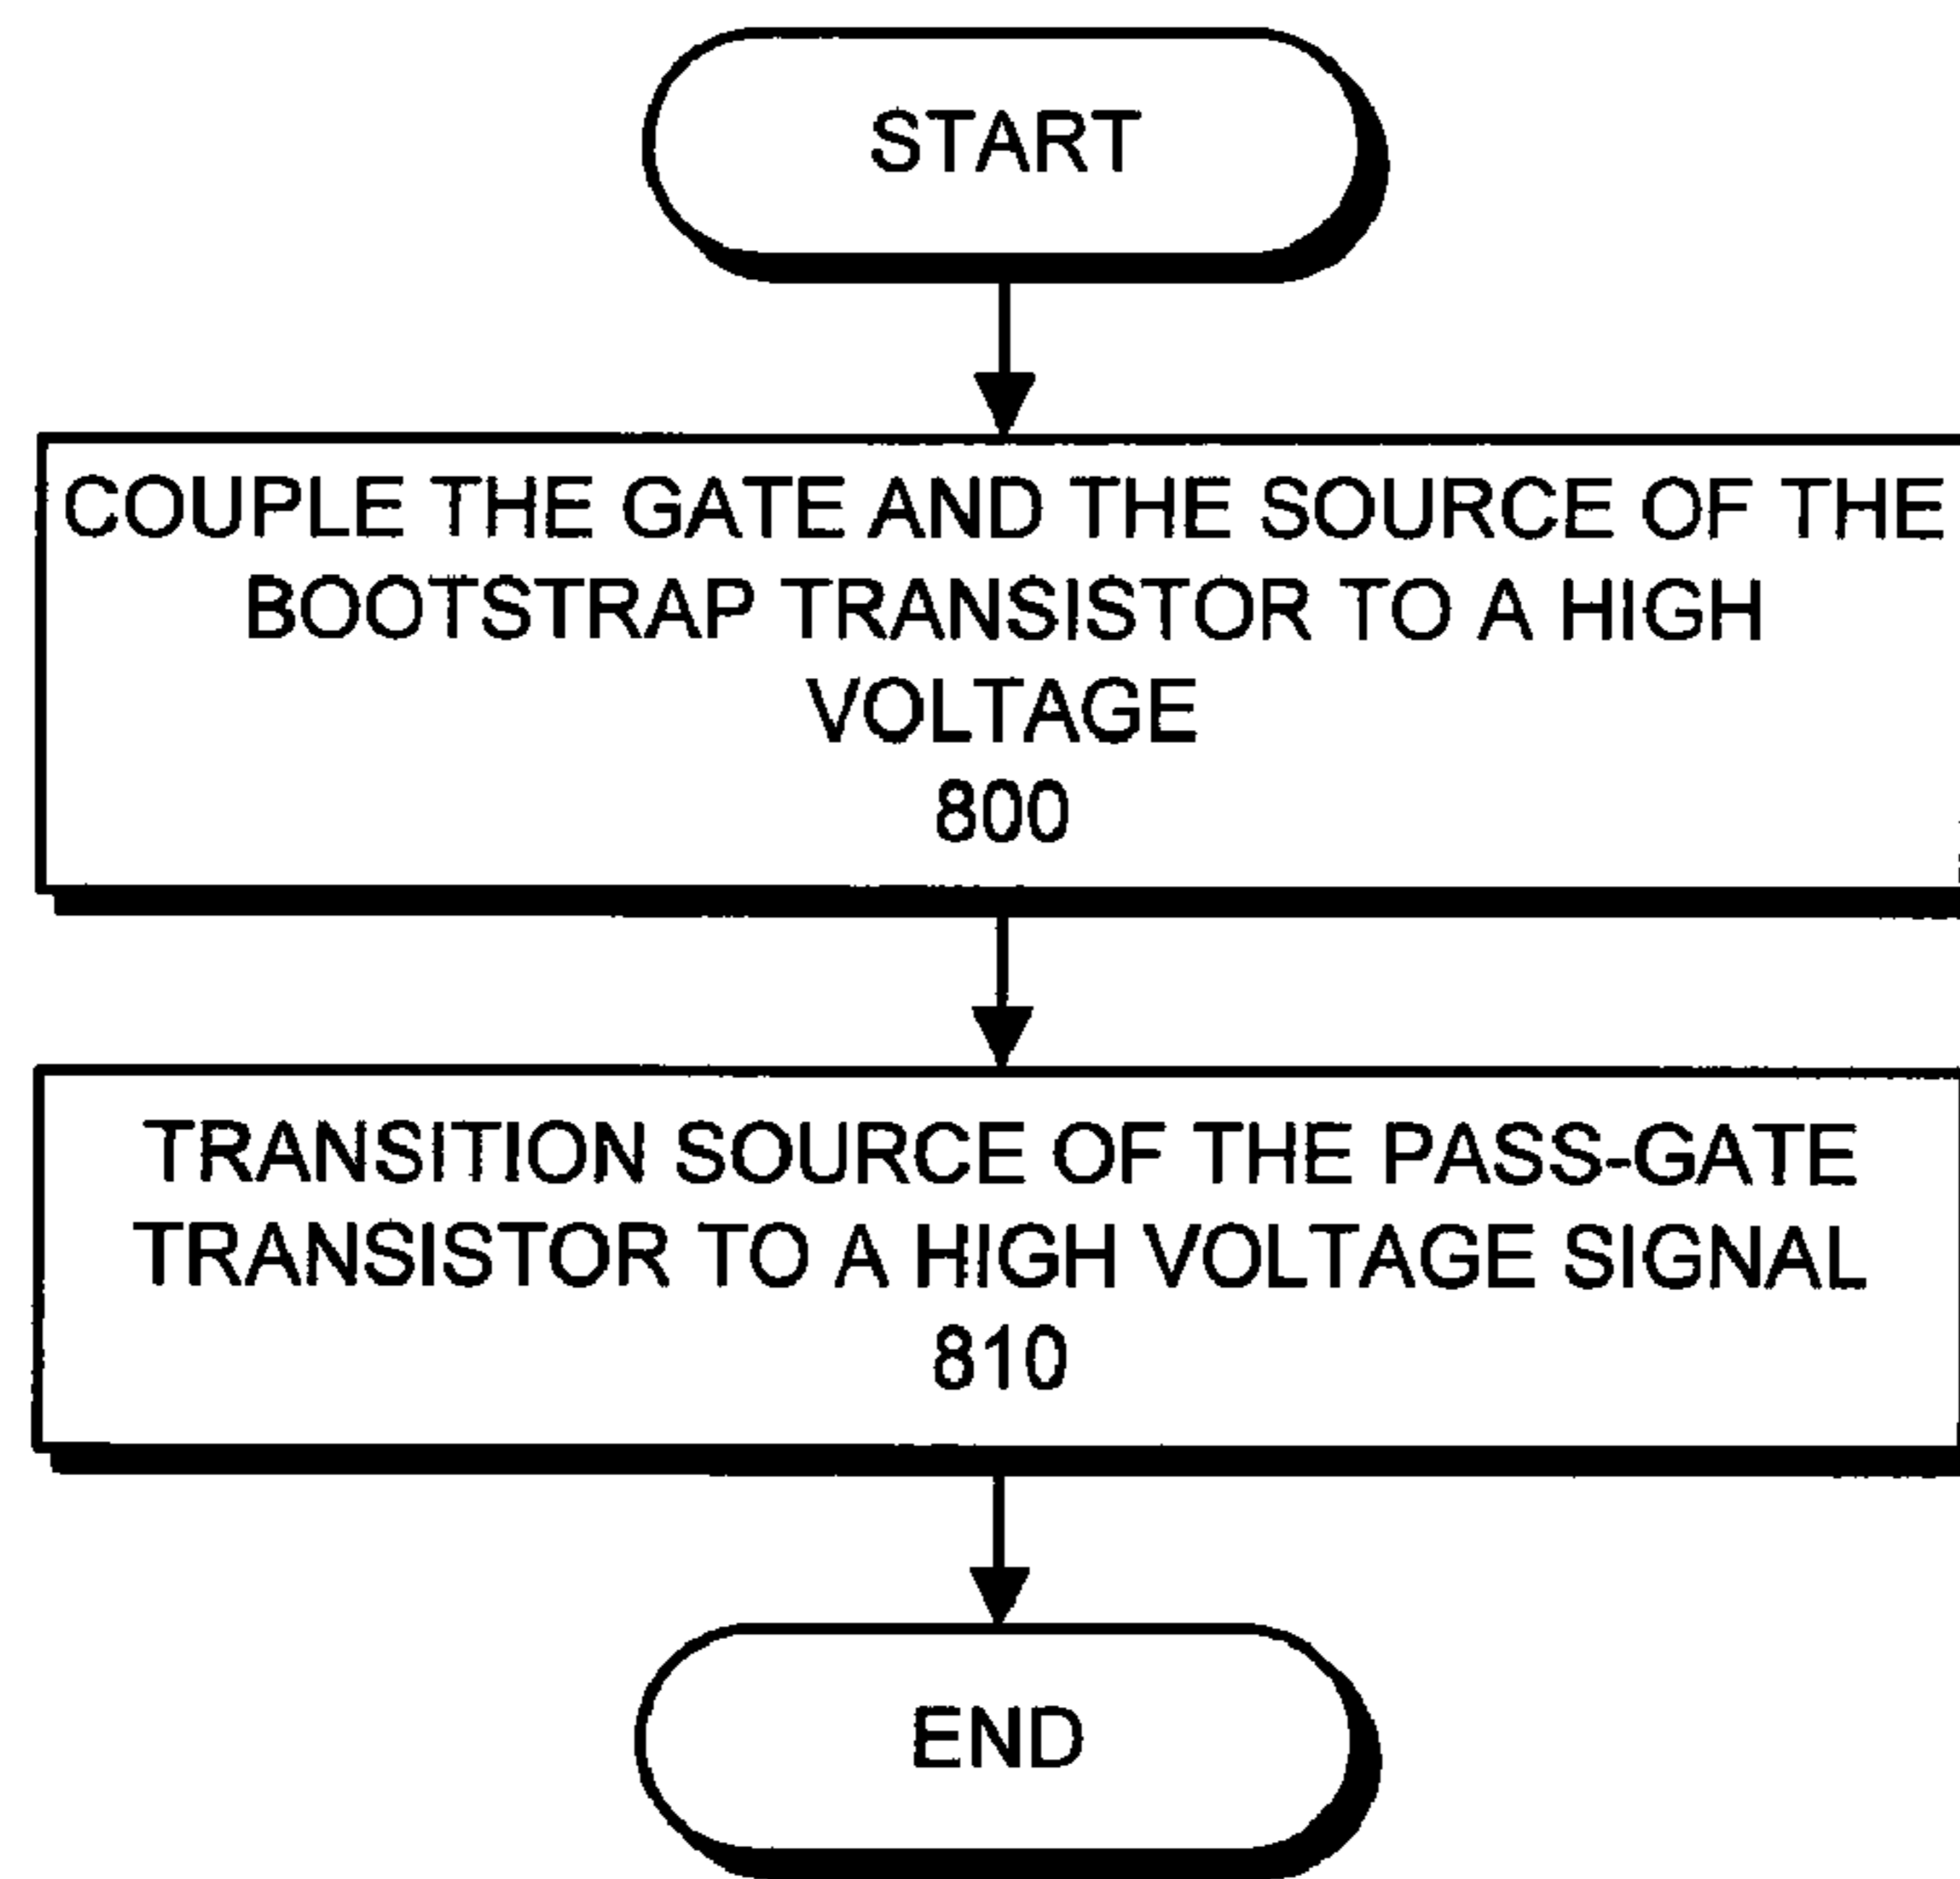 START
COUPLE THE GATE AND THE SOURCE OF THE
BOOTSTRAP TRANSISTOR TO A HIGH
VOLTAGE
800
TRANSITION SOURCE OF THE PASS-GATE
TRANSISTOR TO A HIGH VOLTAGE SIGNAL
810
END